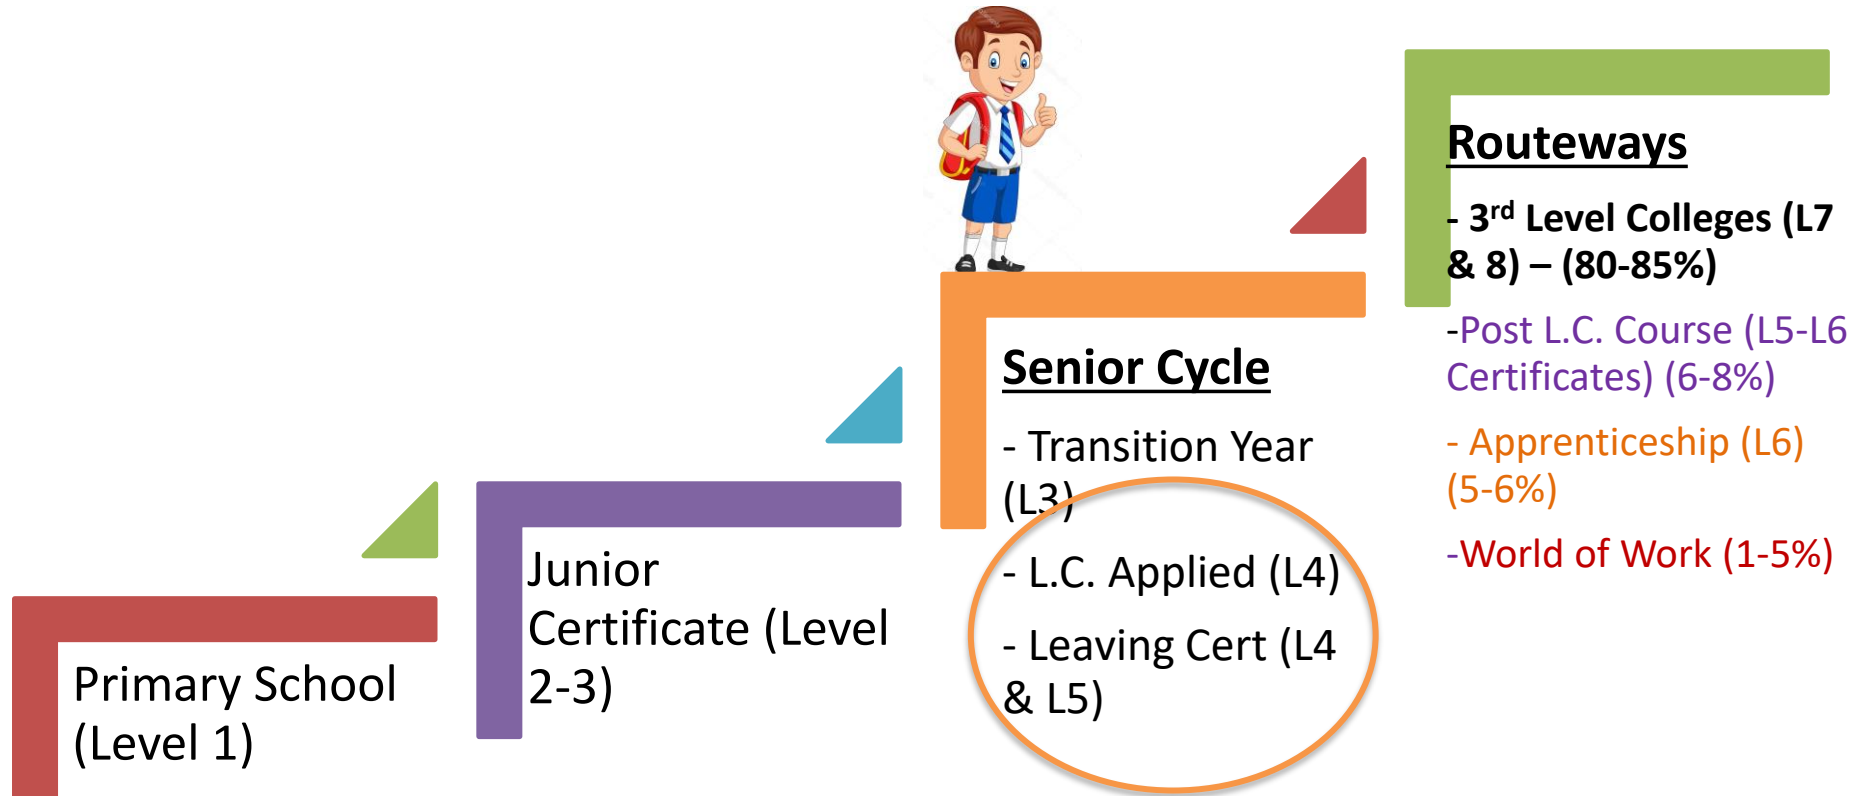 Primary School
(Level 1)
Junior
Certificate (Level
2-3)
Senior Cycle
- Transition Year
(L3)
- L.C. Applied (L4)
- Leaving Cert (L4
& L5)
Routeways
- 3rd Level Colleges (L7
& 8) – (80-85%)
-Post L.C. Course (L5-L6
Certificates) (6-8%)
- Apprenticeship (L6)
(5-6%)
-World of Work (1-5%)